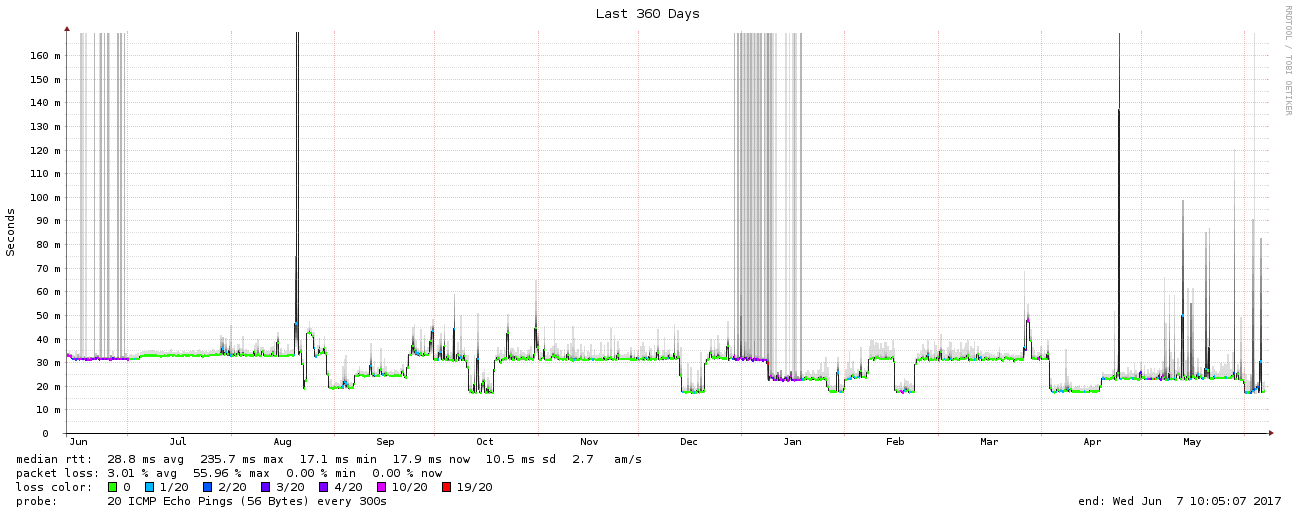 Last 360 Days
RRDTOOL / TOBI OETIKER
Seconds
160 m
150 m
140 m
130 m
120 m
110 m
100 m
90 m
80 m
70 m
60 m
50 m
40 m
30 m
20 m
10 m
0
Jun Jul Aug Sep Oct Nov Dec Jan Feb Mar Apr May
median rtt: 28.8 ms avg 235.7 ms max 17.1 ms min 17.9 ms now 10.5 ms sd 2.7 am/s
packet loss: 3.01 % avg 55.96 % max 0.00 % min 0.00 % now
loss color: 0 1/20 2/20 3/20 4/20 10/20 19/20
probe: 20 ICMP Echo Pings (56 Bytes) every 300s end: Wed Jun 7 10:05:07 2017